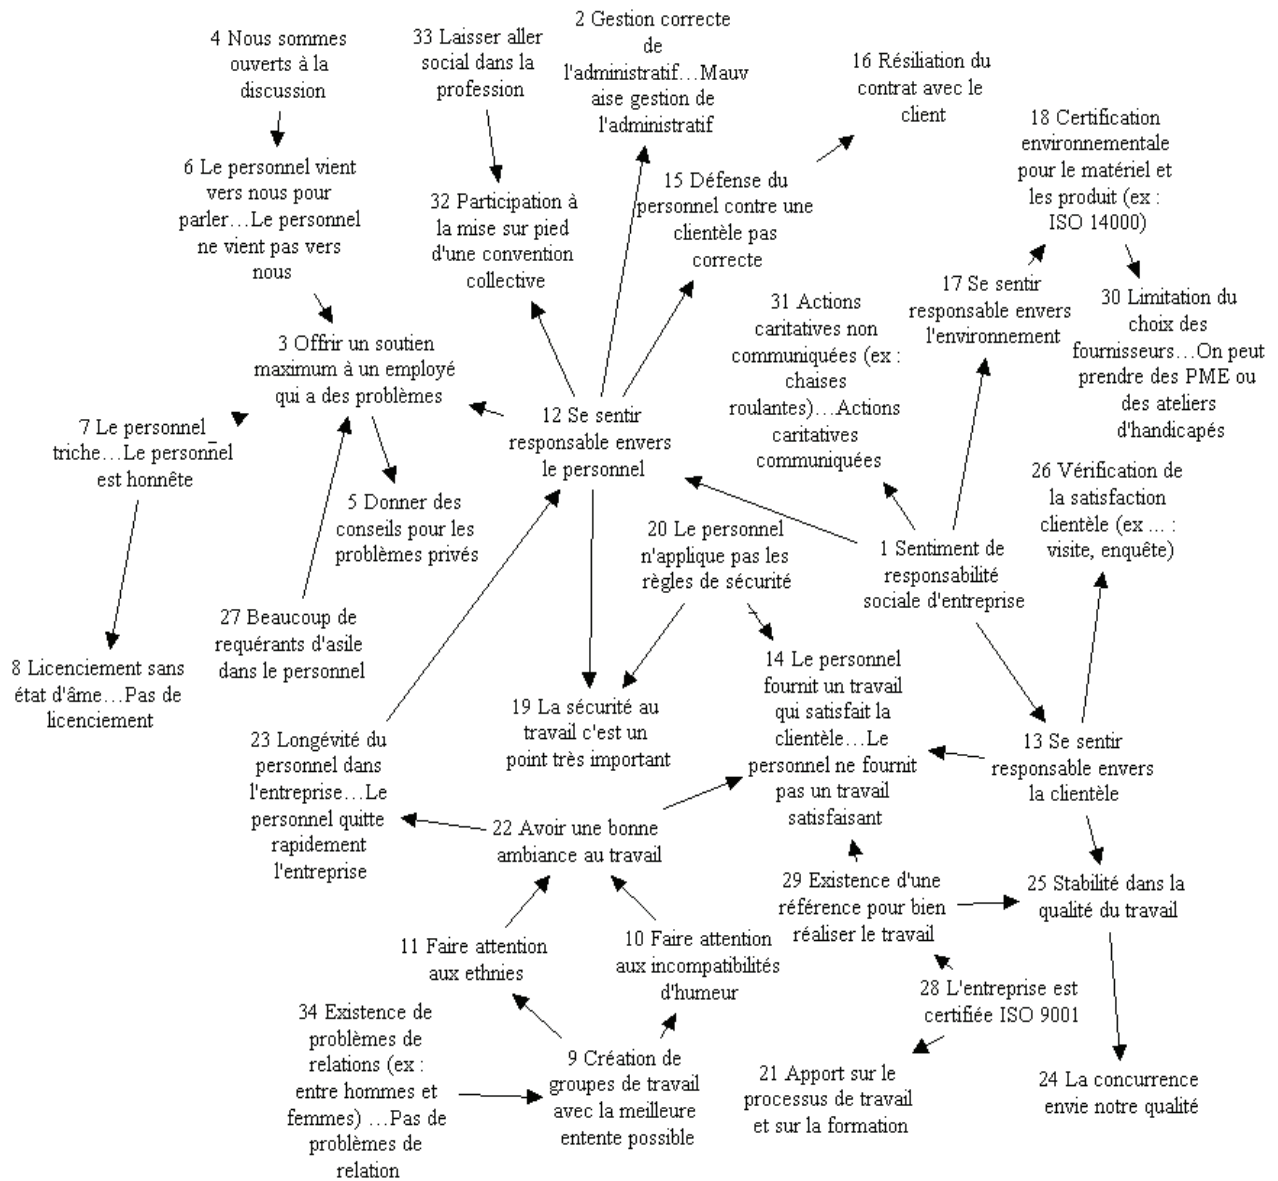 4 Nous sommes
ouverts à la
discussion
33 Laisser aller
social dans la
profession
2 Gestion correcte
de
l'administratif…Mauv
aise gestion de
l'administratif
16 Résiliation du
contrat avec le
client
18 Certification
environnementale
pour le matériel et
les produit (ex :
ISO 14000)
6 Le personnel vient
vers nous pour
parler…Le personnel
ne vient pas vers
nous
32 Participation à
la mise sur pied
d'une convention
collective
15 Défense du
personnel contre une
clientèle pas
correcte
17 Se sentir
responsable envers
l'environnement
30 Limitation du
choix des
fournisseurs…On peut
prendre des PME ou
des ateliers
d'handicapés
31 Actions
caritatives non
communiquées (ex :
chaises
roulantes)…Actions
caritatives
communiquées
3 Offrir un soutien
maximum à un employé
qui a des problèmes
7 Le personnel
triche…Le personnel
est honnête
12 Se sentir
responsable envers
le personnel
26 Vérification de
la satisfaction
clientèle (ex ... :
visite, enquête)
5 Donner des
conseils pour les
problèmes privés
20 Le personnel
n'applique pas les
règles de sécurité
1 Sentiment de
responsabilité
sociale d'entreprise
27 Beaucoup de
requérants d'asile
dans le personnel
8 Licenciement sans
état d'âme…Pas de
licenciement
14 Le personnel
fournit un travail
qui satisfait la
clientèle…Le
personnel ne fournit
pas un travail
satisfaisant
19 La sécurité au
travail c'est un
point très important
23 Longévité du
personnel dans
l'entreprise…Le
personnel quitte
rapidement
l'entreprise
13 Se sentir
responsable envers
la clientèle
22 Avoir une bonne
ambiance au travail
29 Existence d'une
référence pour bien
réaliser le travail
25 Stabilité dans la
qualité du travail
11 Faire attention
aux ethnies
10 Faire attention
aux incompatibilités
d'humeur
28 L'entreprise est
certifiée ISO 9001
34 Existence de
problèmes de
relations (ex :
entre hommes et
femmes) …Pas de
problèmes de
relation
9 Création de
groupes de travail
avec la meilleure
entente possible
21 Apport sur le
processus de travail
et sur la formation
24 La concurrence
envie notre qualité